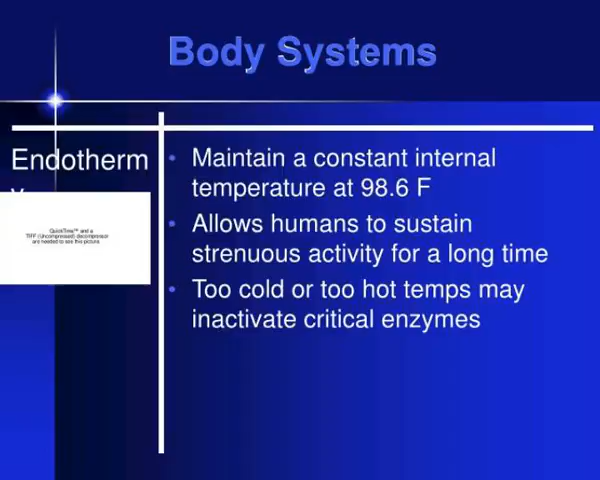 Body Systems
Endotherm
y
• Maintain a constant internal
temperature at 98.6 F
• Allows humans to sustain
strenuous activity for a long time
• Too cold or too hot temps may
inactivate critical enzymes
QuickTime™ and a
TIFF (Uncompressed) decompressor
are needed to see this picture.